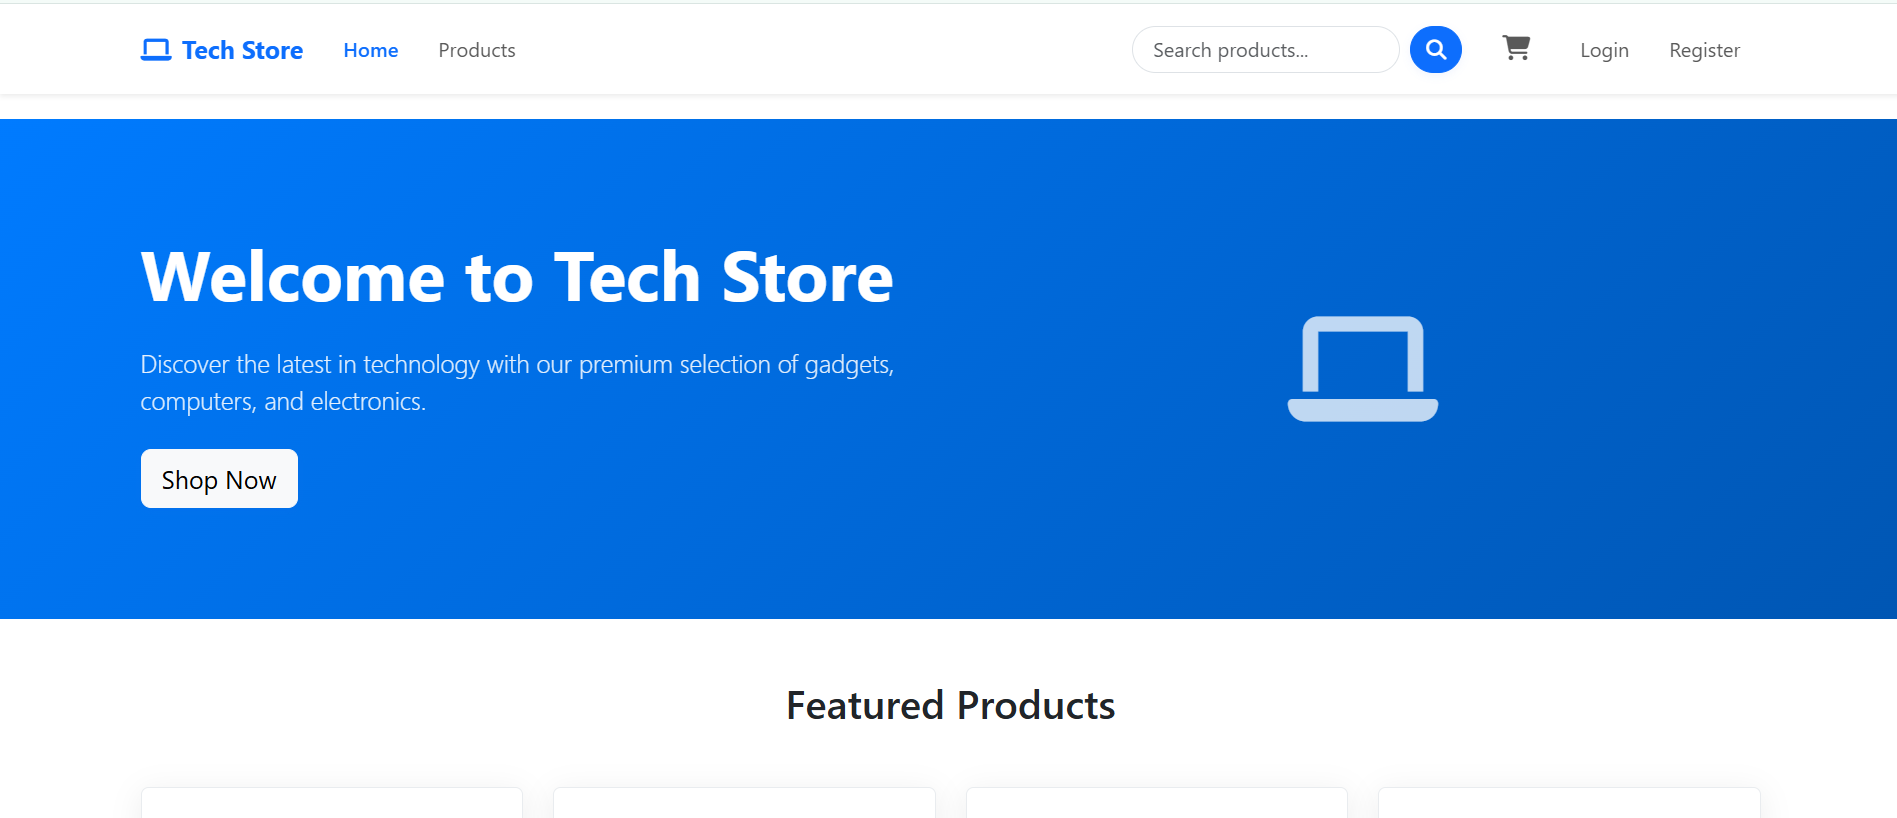 Tech Store
Home
Products
Search products...
Login
Register
Welcome to Tech Store
Discover the latest in technology with our premium selection of gadgets,
computers, and electronics.
Shop Now
Featured Products